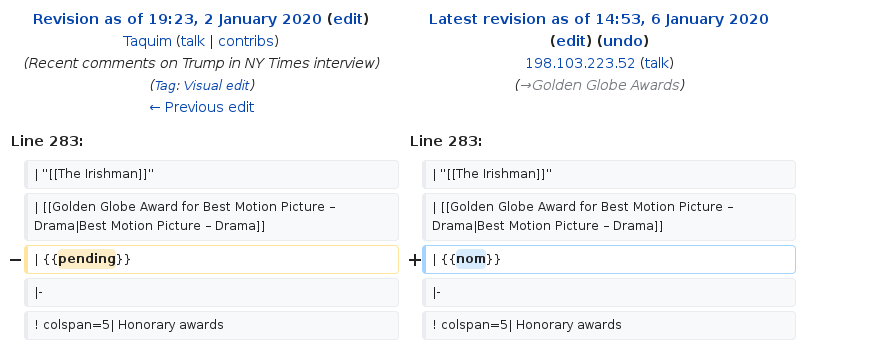 Revision as of 19:23, 2 January 2020 (edit)
Taquim (talk | contribs)
(Recent comments on Trump in NY Times interview)
(Tag: Visual edit)
← Previous edit
Latest revision as of 14:53, 6 January 2020
(edit) (undo)
198.103.223.52 (talk)
(→Golden Globe Awards)
Line 283:
Line 283:
| ''[[The Irishman]]''
| ''[[The Irishman]]''
| [[Golden Globe Award for Best Motion Picture –
Drama|Best Motion Picture – Drama]]
| [[Golden Globe Award for Best Motion Picture –
Drama|Best Motion Picture – Drama]]
− | {{pending}}
+ | {{nom}}
|-
|-
! colspan=5| Honorary awards
! colspan=5| Honorary awards